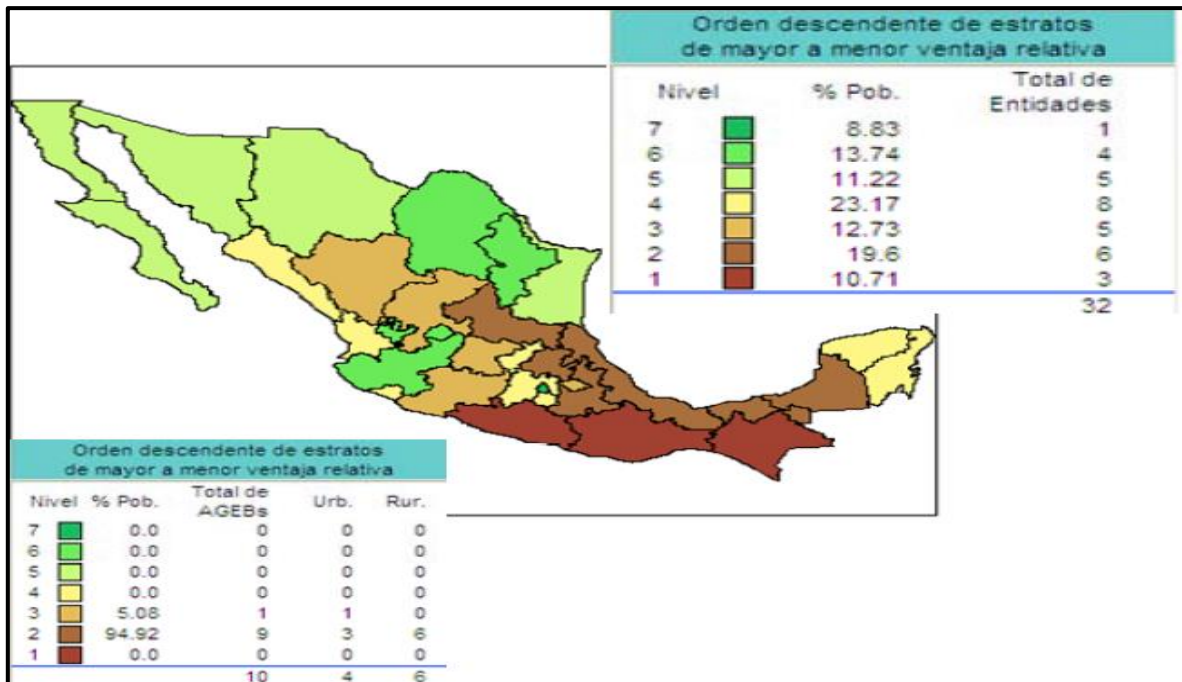 Orden descendente de estratos
de mayor a menor ventaja relativa
Nivel % Pob. Total de Entidades
7 8.83 1
6 13.74 4
5 11.22 5
4 23.17 8
3 12.73 5
2 19.6 6
1 10.71 3
32
Orden descendente de estratos
de mayor a menor ventaja relativa
Nivel % Pob. Total de AGEBs Urb. Rur.
7 0.0 0 0 0
6 0.0 0 0 0
5 0.0 0 0 0
4 0.0 0 0 0
3 5.08 1 1 0
2 94.92 9 3 6
1 0.0 0 0 0
10 4 6